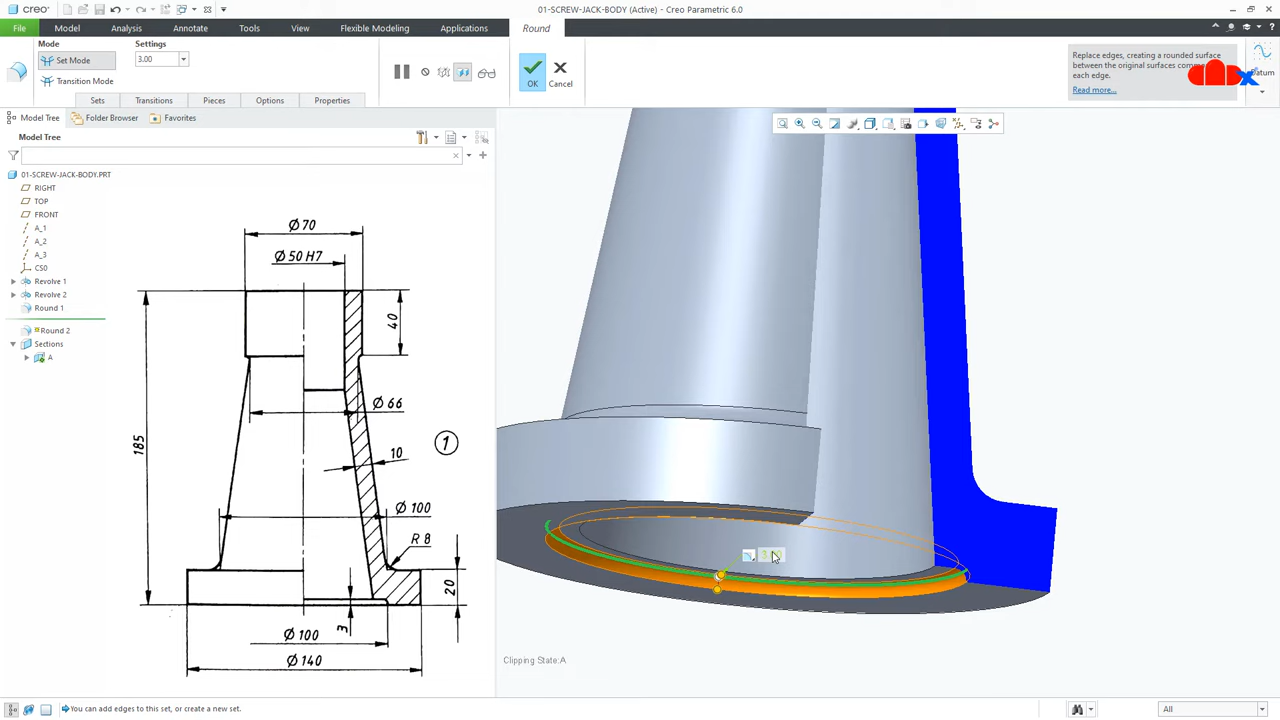 creo
01-SCREW-JACK-BODY (Active) - Creo Parametric 6.0
File
Model
Analysis
Annotate
Tools
View
Flexible Modeling
Applications
Round
Mode
Settings
Set Mode
3.00
Transition Mode
OK
Cancel
Replace edges, creating a rounded surface
between the original surfaces
each edge.
Read more...
Datum
Sets
Transitions
Pieces
Options
Properties
Model Tree
Folder Browser
Favorites
Model Tree
01-SCREW-JACK-BODY.PRT
RIGHT
TOP
FRONT
A_1
A_2
A_3
CS0
Revolve 1
Revolve 2
Round 1
Round 2
Sections
A
Ø 70
Ø 50 H7
40
Ø 66
185
10
1
Ø 100
R 8
20
3
Ø 100
Ø 140
Clipping State:A
You can add edges to this set, or create a new set.
All